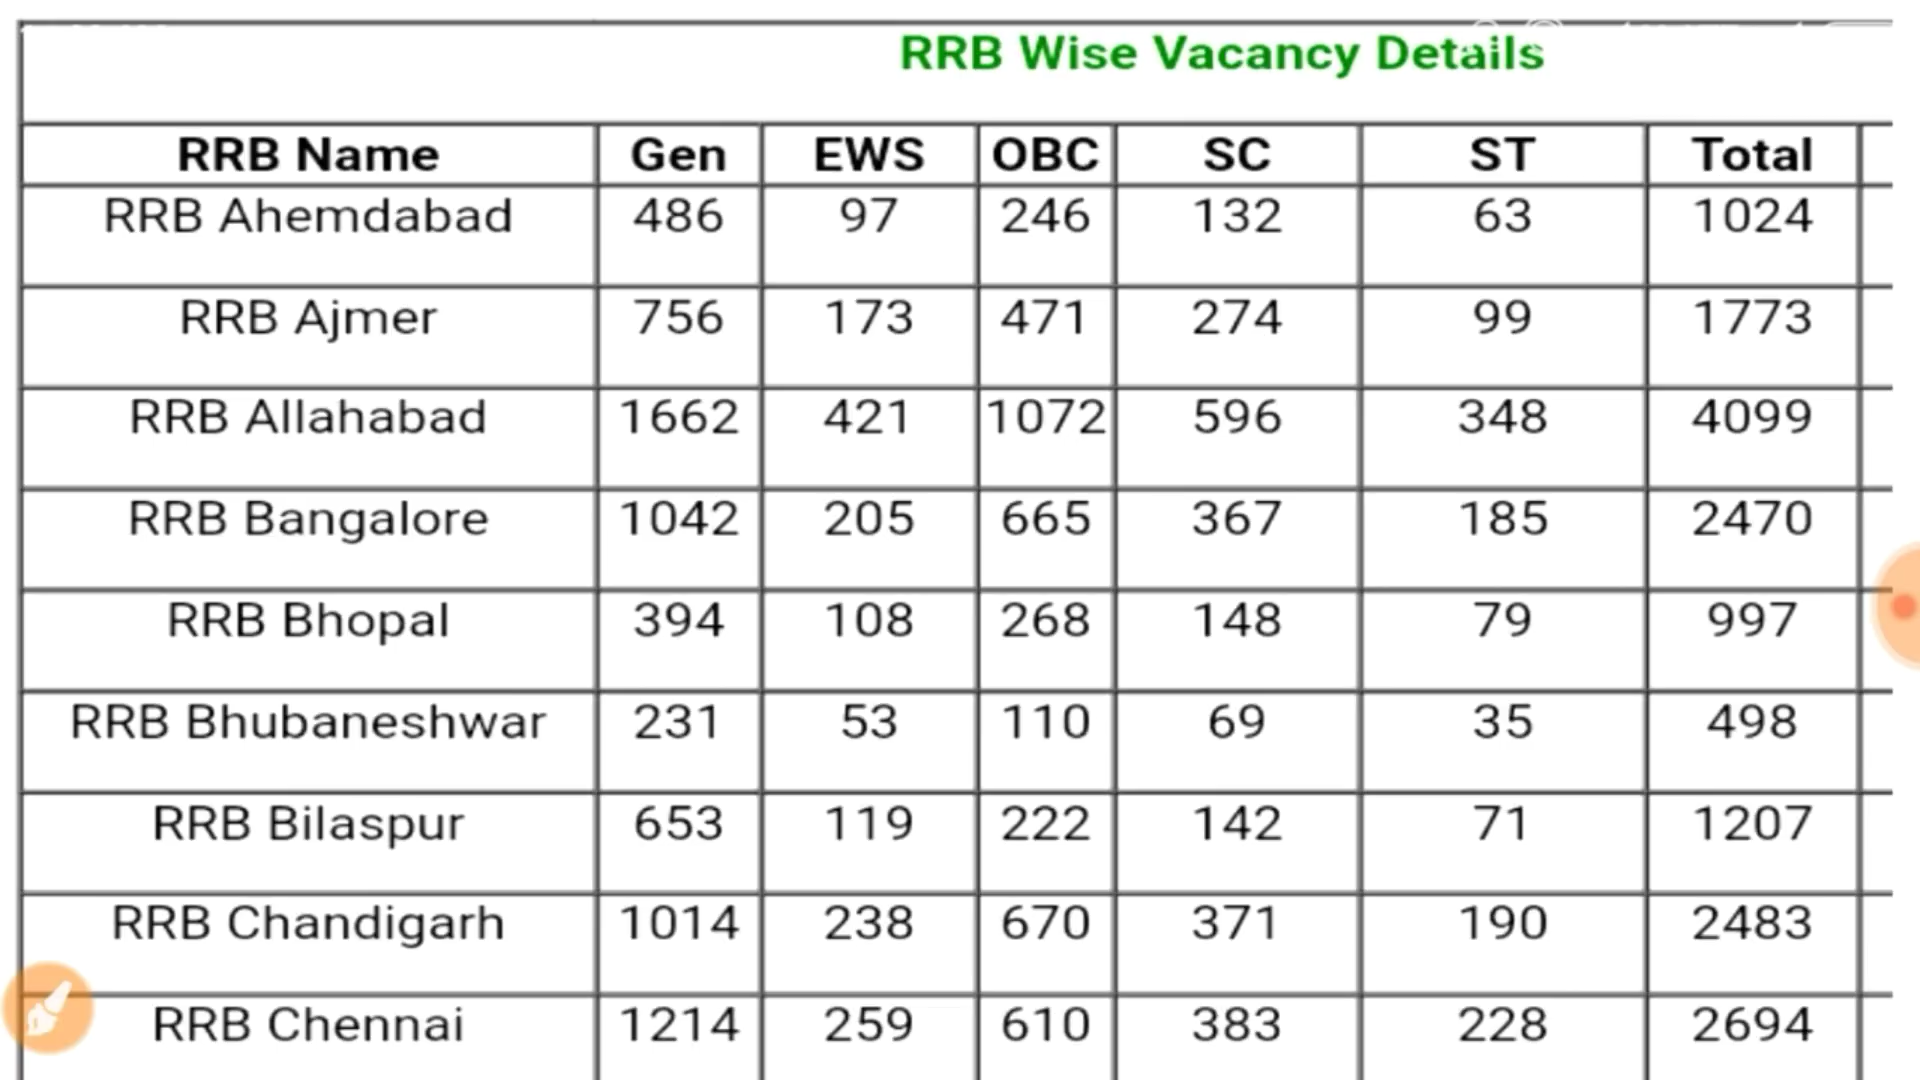 RRB Wise Vacancy Details
RRB Name Gen EWS OBC SC ST Total
RRB Ahemdabad 486 97 246 132 63 1024
RRB Ajmer 756 173 471 274 99 1773
RRB Allahabad 1662 421 1072 596 348 4099
RRB Bangalore 1042 205 665 367 185 2470
RRB Bhopal 394 108 268 148 79 997
RRB Bhubaneshwar 231 53 110 69 35 498
RRB Bilaspur 653 119 222 142 71 1207
RRB Chandigarh 1014 238 670 371 190 2483
RRB Chennai 1214 259 610 383 228 2694